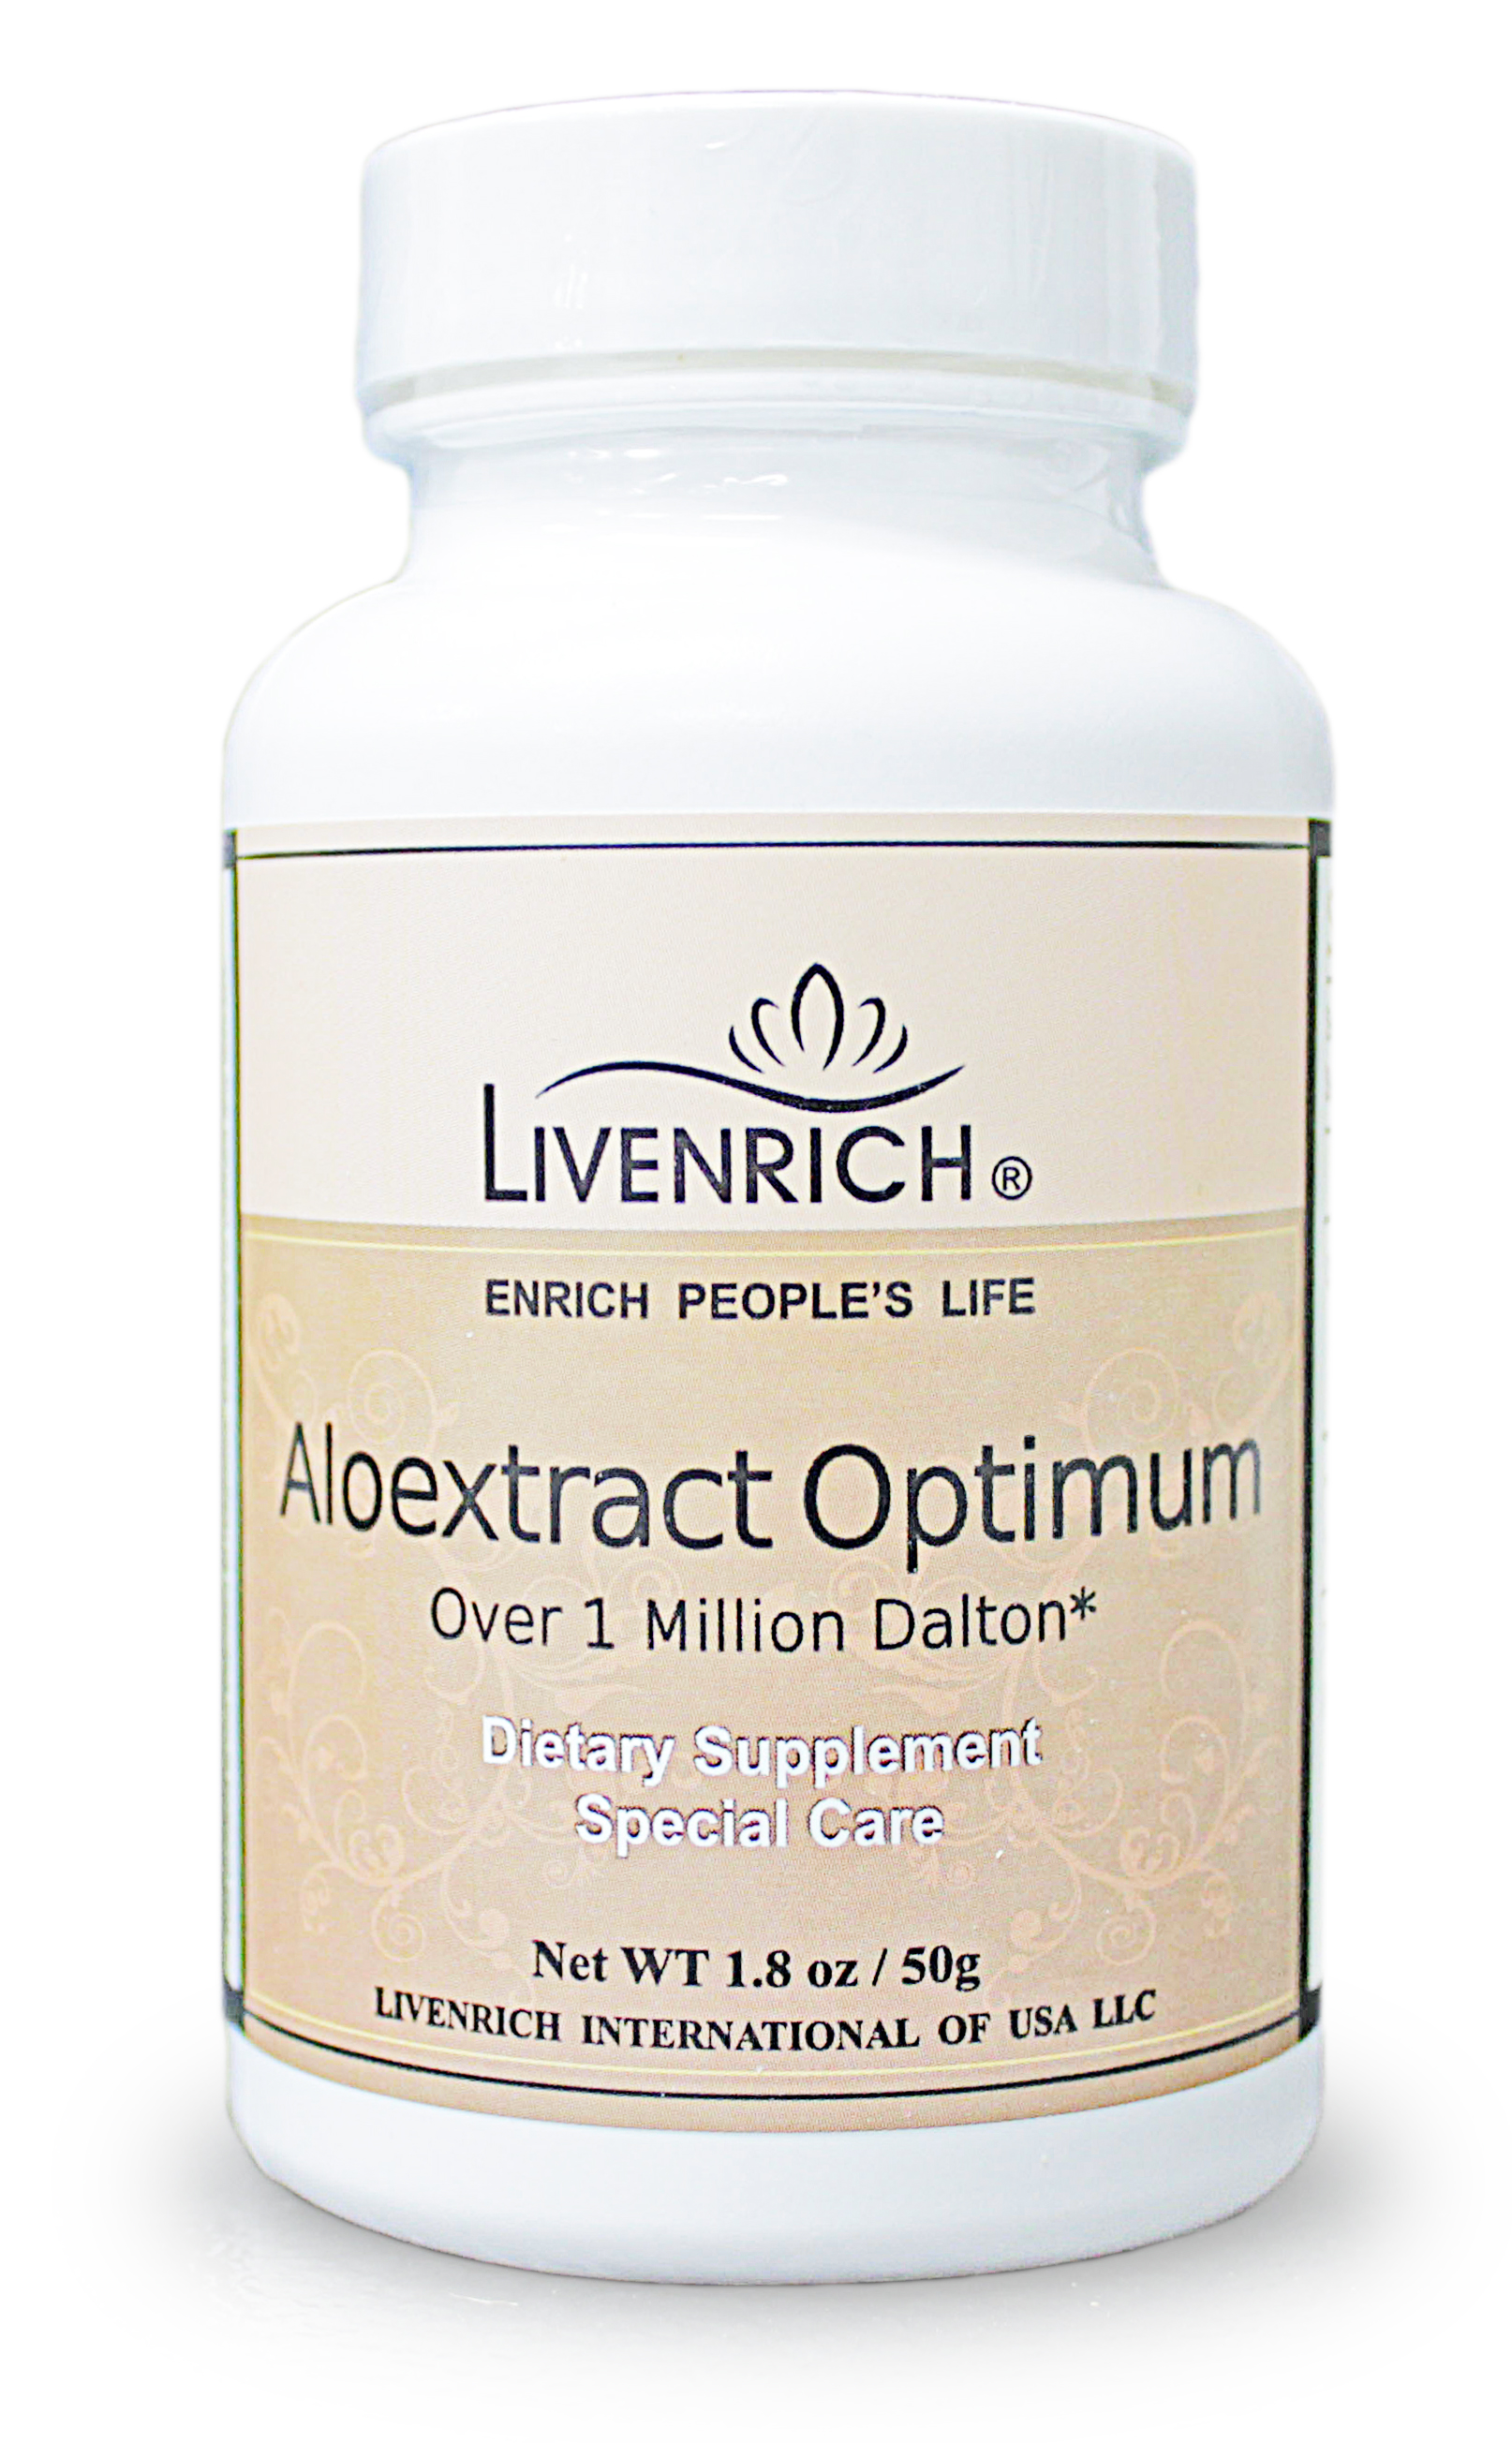 LIVENRICH ®
ENRICH PEOPLE'S LIFE
Aloextract Optimum
Over 1 Million Dalton*
Dietary Supplement
Special Care
Net WT 1.8 oz / 50g
LIVENRICH INTERNATIONAL OF USA LLC